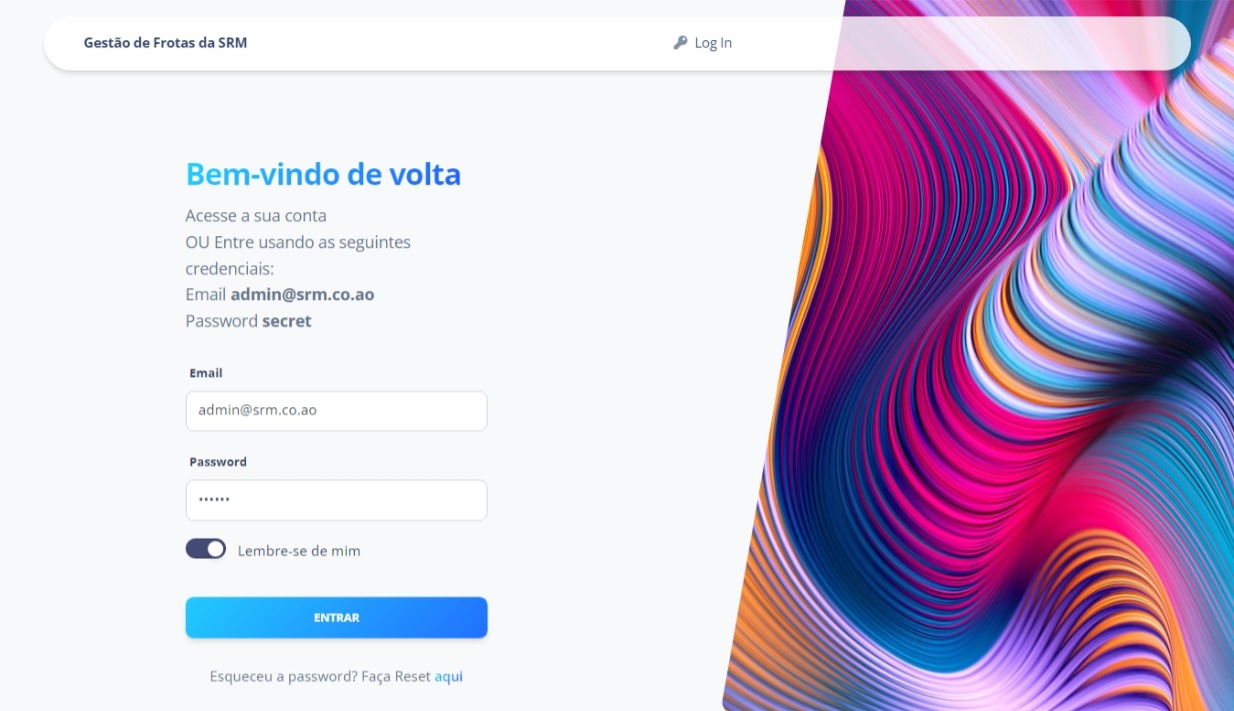 Gestão de Frotas da SRM
Log In
Bem-vindo de volta
Acesse a sua conta
OU Entre usando as seguintes
credenciais:
Email admin@srm.co.ao
Password secret
Email
admin@srm.co.ao
Password
••••••
Lembre-se de mim
ENTRAR
Esqueceu a password? Faça Reset aqui